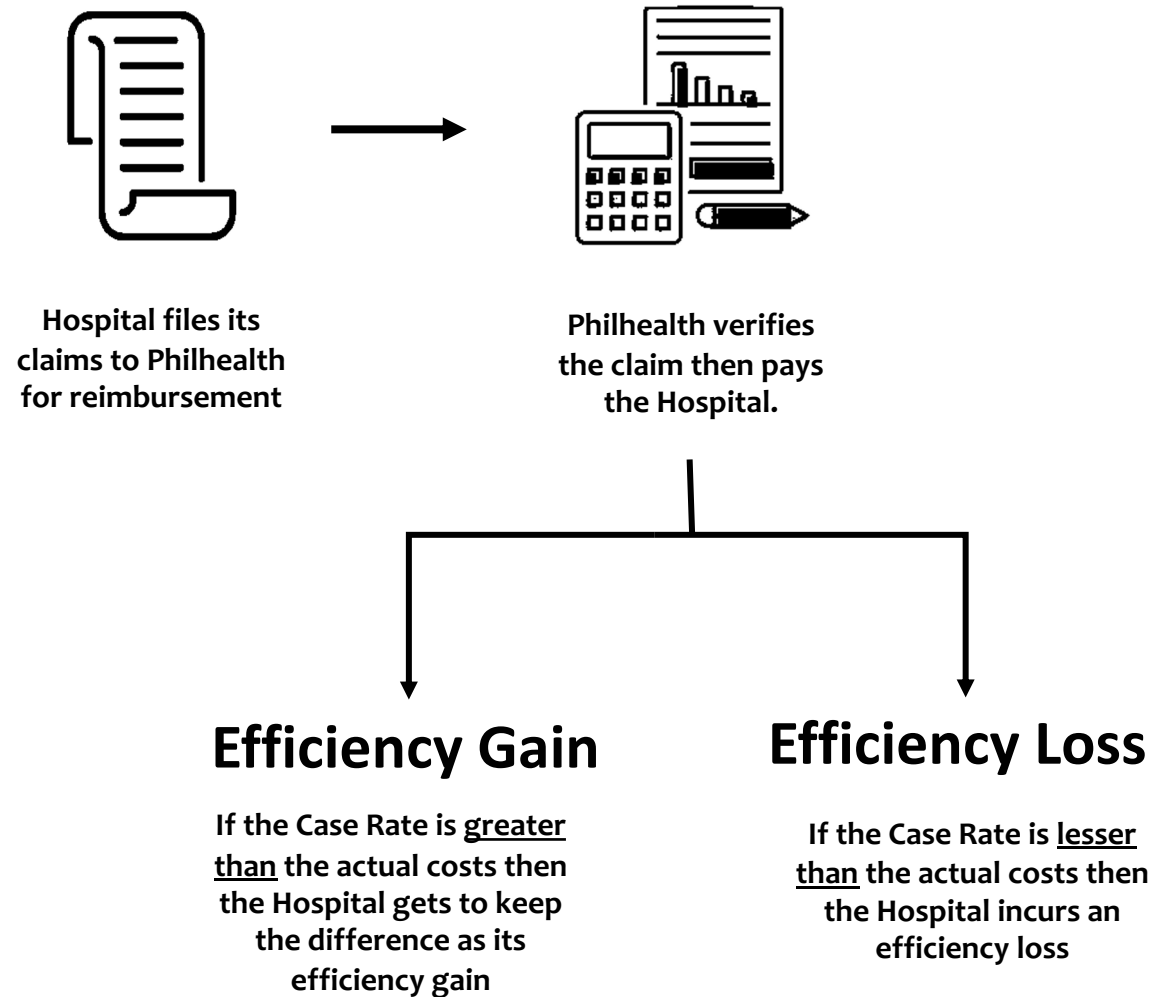 Hospital files its
claims to Philhealth
for reimbursement
Philhealth verifies
the claim then pays
the Hospital.
Efficiency Gain
If the Case Rate is greater
than the actual costs then
the Hospital gets to keep
the difference as its
efficiency gain
Efficiency Loss
If the Case Rate is lesser
than the actual costs then
the Hospital incurs an
efficiency loss